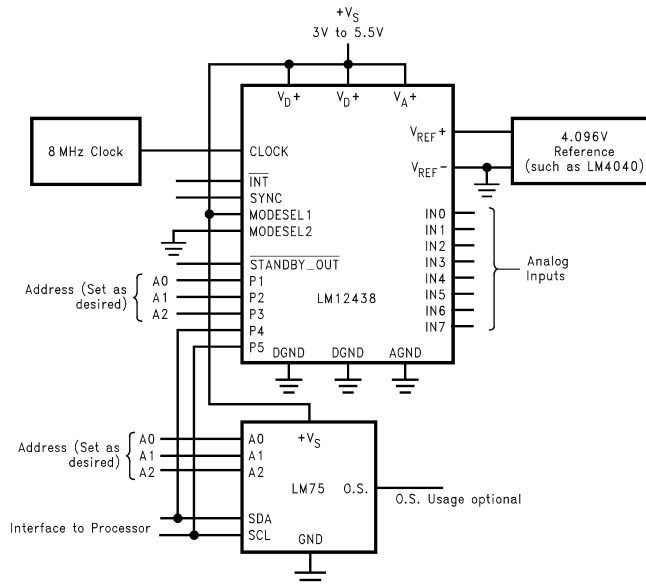 +VS
3V to 5.5V
VD+ VD+ VA+
VREF+
4.096V
Reference
(such as LM4040)
8 MHz Clock
CLOCK
VREF-
INT
SYNC
MODESEL1
MODESEL2
IN0
IN1
IN2
IN3
IN4
IN5
IN6
IN7
Analog
Inputs
STANDBY_OUT
Address (Set as
desired)
A0
A1
A2
P1
P2
P3
P4
P5
LM12438
DGND DGND AGND
+VS
Address (Set as
desired)
A0
A1
A2
A0
A1
A2
LM75 O.S.
O.S. Usage optional
Interface to Processor
SDA
SCL
GND